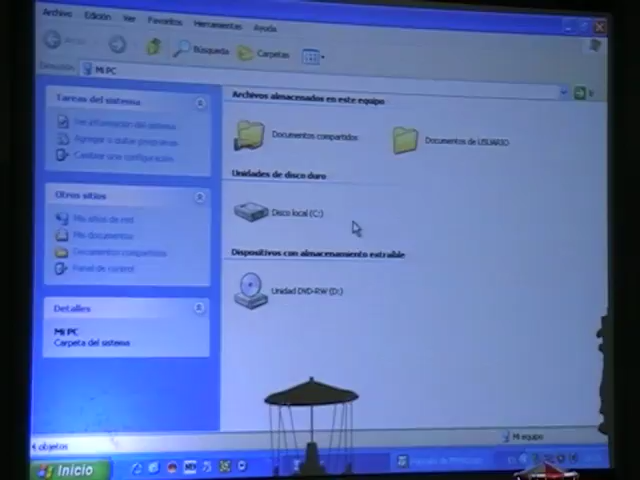 Archivo Edición Ver Favoritos Herramientas Ayuda
Atrás Búsqueda Carpetas
Dirección Mi PC
Tareas del sistema
Ver información del sistema
Agregar o quitar programas
Cambiar una configuración
Otros sitios
Mis sitios de red
Mis documentos
Documentos compartidos
Panel de control
Detalles
Mi PC
Carpeta del sistema
Archivos almacenados en este equipo
Documentos compartidos
Documentos de USUARIO
Unidades de disco duro
Disco local (C:)
Dispositivos con almacenamiento extraíble
Unidad DVD-RW (D:)
4 objetos
Mi equipo
Inicio